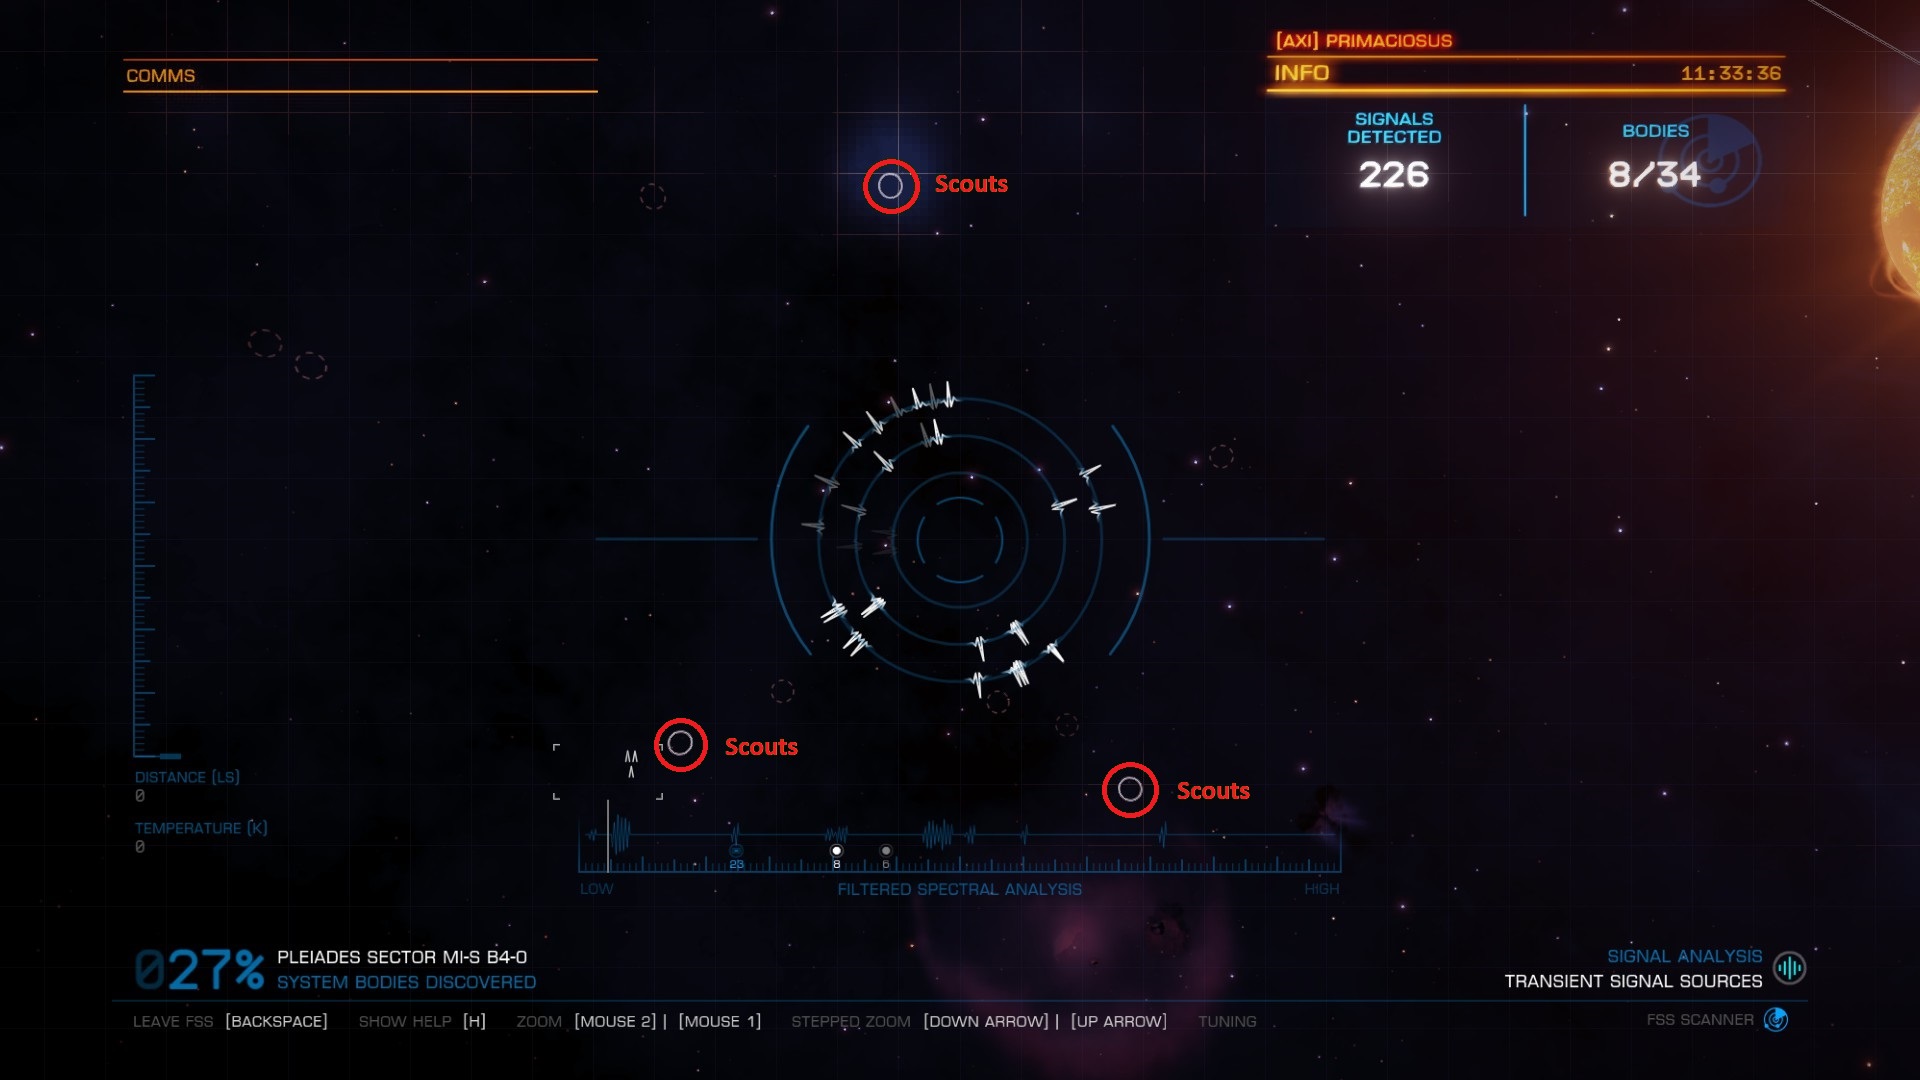 [AXI] PRIMACIOSUS
COMMS
INFO 11:33:36
SIGNALS DETECTED
226
BODIES
8/34
Scouts
Scouts
Scouts
DISTANCE (LS)
0
TEMPERATURE (K)
0
23 8 6
LOW FILTERED SPECTRAL ANALYSIS HIGH
027% PLEIADES SECTOR MI-S B4-0
SYSTEM BODIES DISCOVERED
SIGNAL ANALYSIS
TRANSIENT SIGNAL SOURCES
LEAVE FSS [BACKSPACE] SHOW HELP [H] ZOOM [MOUSE 2] | [MOUSE 1] STEPPED ZOOM [DOWN ARROW] | [UP ARROW] TUNING
FSS SCANNER